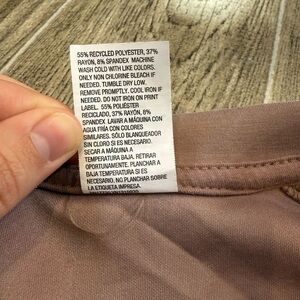 55% RECYCLED POLYESTER, 37%
RAYON, 8% SPANDEX MACHINE
WASH COLD WITH LIKE COLORS.
ONLY NON CHLORINE BLEACH IF
NEEDED. TUMBLE DRY LOW.
REMOVE PROMPTLY. COOL IRON IF
NEEDED. DO NOT IRON ON PRINT
LABEL. 55% POLIÉSTER
RECICLADO, 37% RAYÓN, 8%
SPANDEX LAVAR A MÁQUINA CON
AGUA FRÍA CON COLORES
SIMILARES. SÓLO BLANQUEADOR
SIN CLORO SI ES NECESARIO.
SECAR A MÁQUINA A
TEMPERATURA BAJA. RETIRAR
OPORTUNAMENTE. PLANCHAR A
BAJA TEMPERATURA SI ES
NECESARIO. NO PLANCHAR SOBRE
LA ETIQUETA IMPRESA.